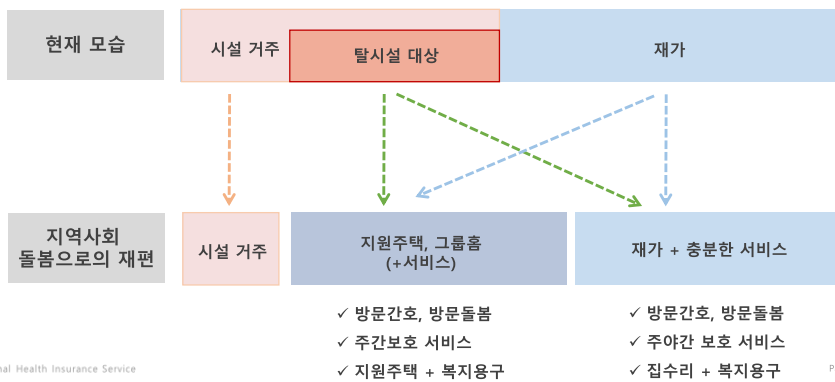 현재 모습
시설 거주
탈시설 대상
재가
지역사회
돌봄으로의 재편
시설 거주
지원주택, 그룹홈
(+서비스)
재가 + 충분한 서비스
✓ 방문간호, 방문돌봄
✓ 주간보호 서비스
✓ 지원주택 + 복지용구
✓ 방문간호, 방문돌봄
✓ 주야간 보호 서비스
✓ 집수리 + 복지용구
nal Health Insurance Service
P